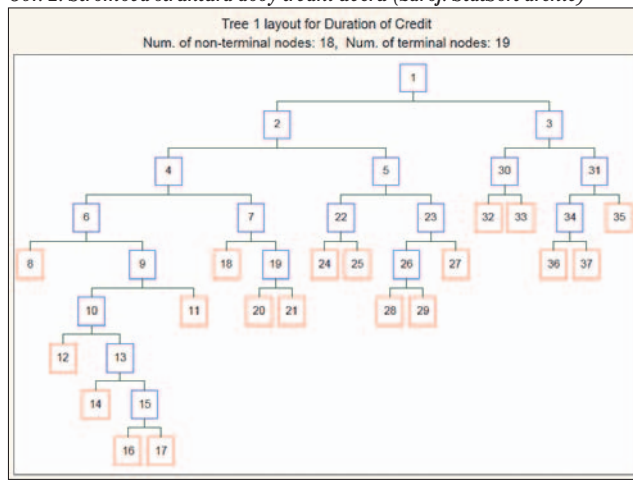 Tree 1 layout for Duration of Credit
Num. of non-terminal nodes: 18, Num. of terminal nodes: 19
1
2 3
4 5 30 31
6 7 22 23 32 33 34 35
8 9 18 19 24 25 26 27 36 37
10 11 20 21 28 29
12 13
14 15
16 17